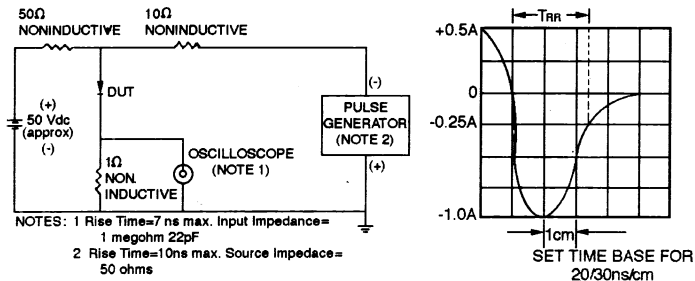 50Ω
NONINDUCTIVE
10Ω
NONINDUCTIVE
DUT
(+)
50 Vdc
(approx)
(-)
1Ω
NON.
INDUCTIVE
OSCILLOSCOPE
(NOTE 1)
(-)
PULSE
GENERATOR
(NOTE 2)
(+)
NOTES: 1 Rise Time=7 ns max. Input Impedance=
1 megohm 22pF
2 Rise Time=10ns max. Source Impedace=
50 ohms
TRR
+0.5A
0
-0.25A
-1.0A
1cm
SET TIME BASE FOR
20/30ns/cm